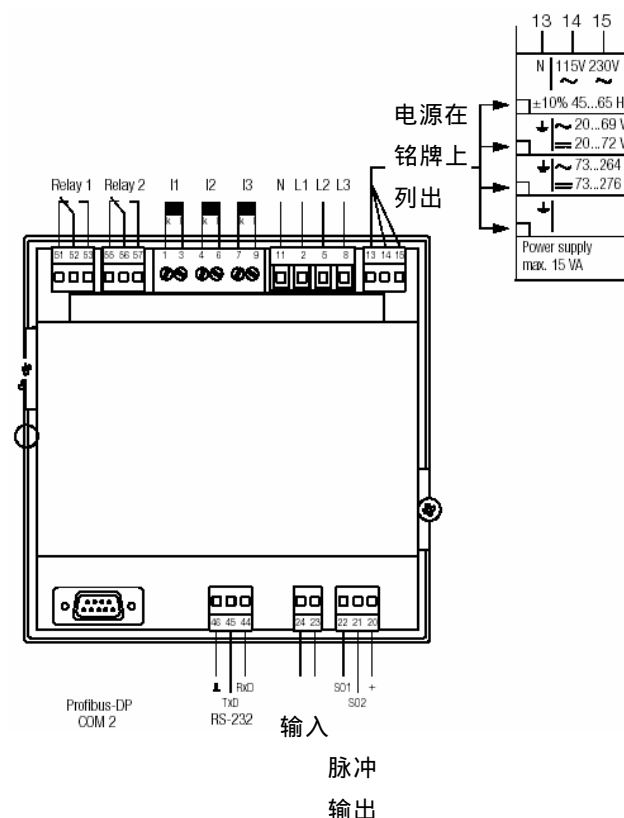 13 14 15
N 115V 230V
~ ~
±10% 45...65 H
~ 20...69 V
20...72 V
~ 73...264
73...276
Power supply
max. 15 VA
电源在
铭牌上
列出
Relay 1 Relay 2 I1 I2 I3 N L1 L2 L3
k l k l k l
51 52 53 55 56 57 1 3 4 6 7 9 11 2 5 8 13 14 15
46 45 44 24 23 22 21 20
RxD SO1 +
TxD SO2
Profibus-DP
COM 2
RS-232
输入
脉冲
输出